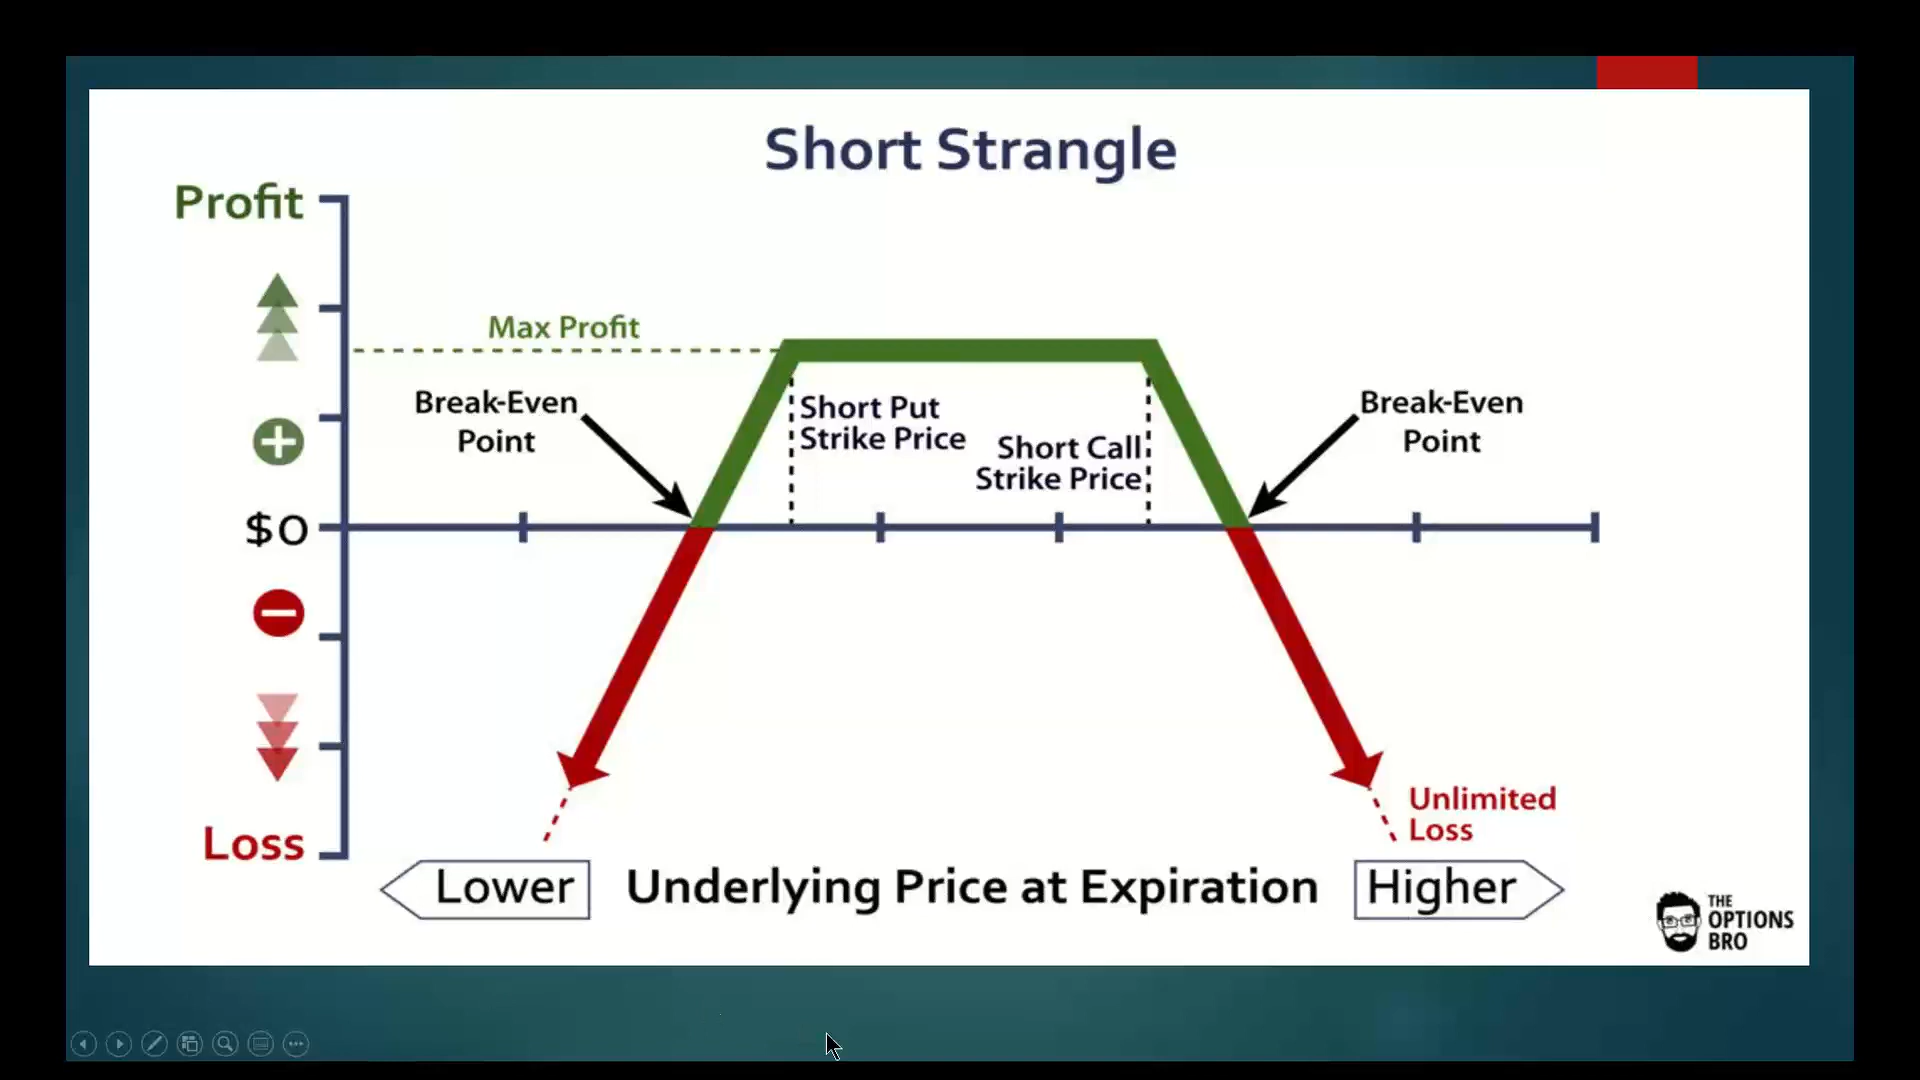 Short Strangle
Profit
Max Profit
Break-Even
Point
Short Put
Strike Price
Short Call
Strike Price
Break-Even
Point
$0
Loss
Unlimited
Loss
Lower
Underlying Price at Expiration
Higher
THE
OPTIONS
BRO